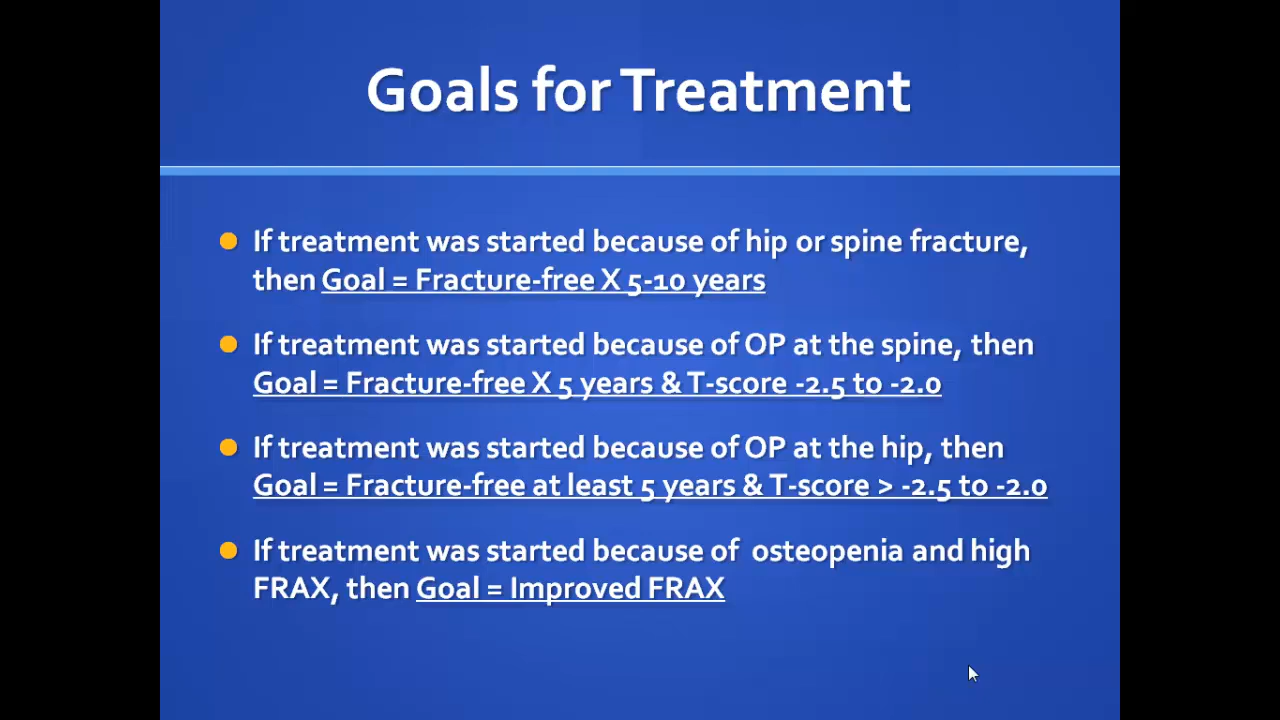 Goals for Treatment
If treatment was started because of hip or spine fracture,
then Goal = Fracture-free X 5-10 years
If treatment was started because of OP at the spine, then
Goal = Fracture-free X 5 years & T-score -2.5 to -2.0
If treatment was started because of OP at the hip, then
Goal = Fracture-free at least 5 years & T-score > -2.5 to -2.0
If treatment was started because of osteopenia and high
FRAX, then Goal = Improved FRAX